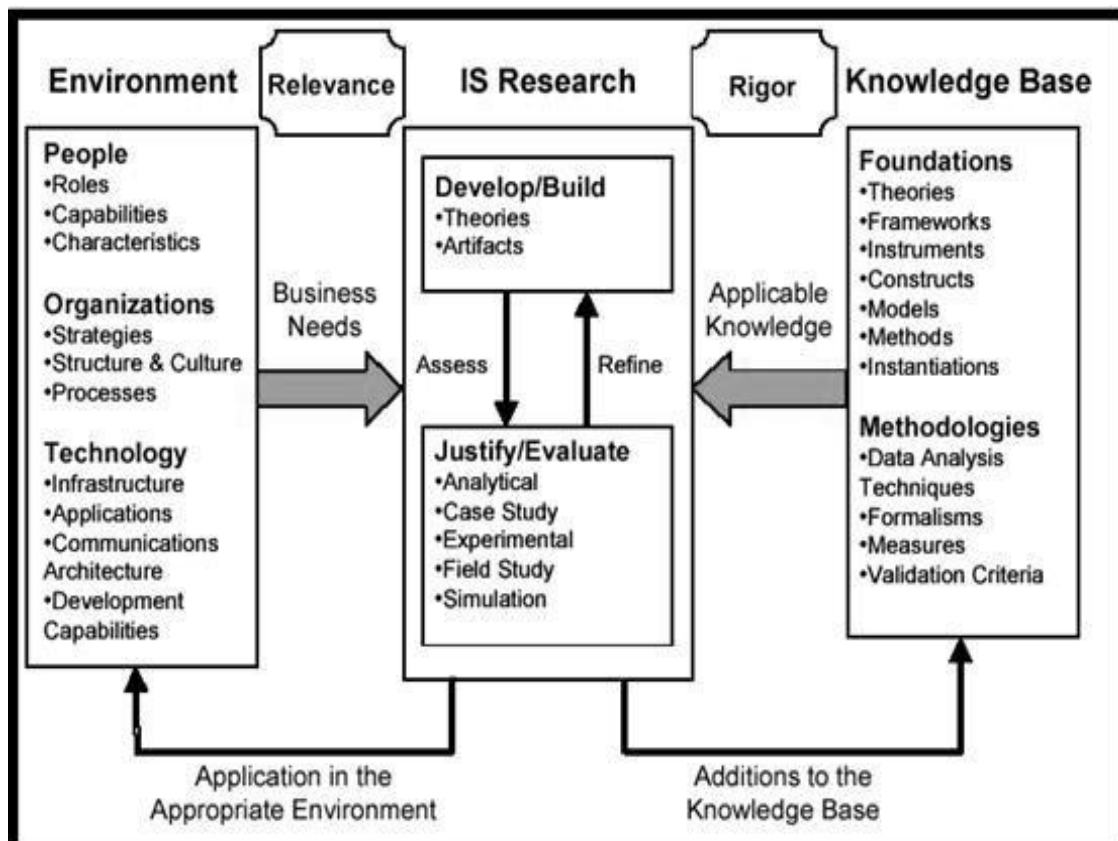 Environment
Relevance
IS Research
Rigor
Knowledge Base
People
•Roles
•Capabilities
•Characteristics
Organizations
•Strategies
•Structure & Culture
•Processes
Technology
•Infrastructure
•Applications
•Communications
Architecture
•Development
Capabilities
Business
Needs
Develop/Build
•Theories
•Artifacts
Assess
Refine
Justify/Evaluate
•Analytical
•Case Study
•Experimental
•Field Study
•Simulation
Applicable
Knowledge
Foundations
•Theories
•Frameworks
•Instruments
•Constructs
•Models
•Methods
•Instantiations
Methodologies
•Data Analysis
Techniques
•Formalisms
•Measures
•Validation Criteria
Application in the
Appropriate Environment
Additions to the
Knowledge Base